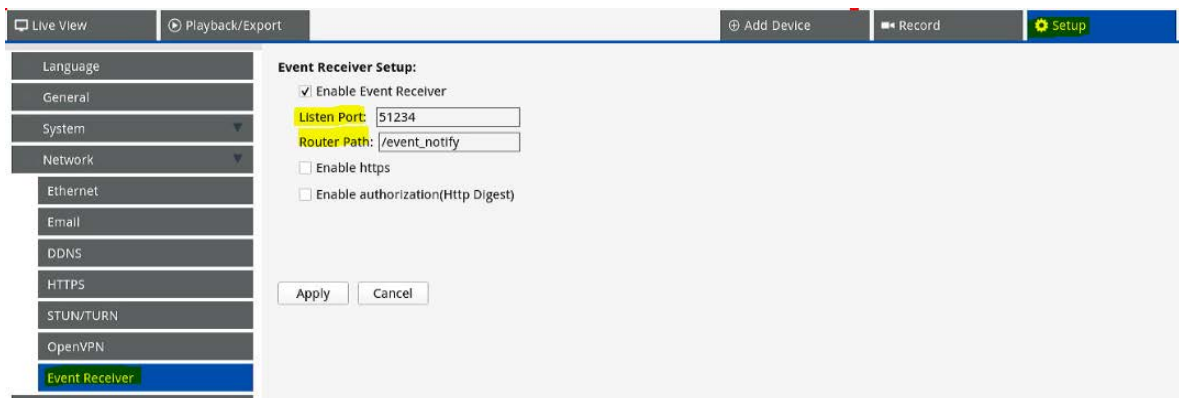 Live View
Playback/Export
Add Device
Record
Setup
Language
General
System
Network
Ethernet
Email
DDNS
HTTPS
STUN/TURN
OpenVPN
Event Receiver
Event Receiver Setup:
Enable Event Receiver
Listen Port: 51234
Router Path: /event_notify
Enable https
Enable authorization(Http Digest)
Apply Cancel